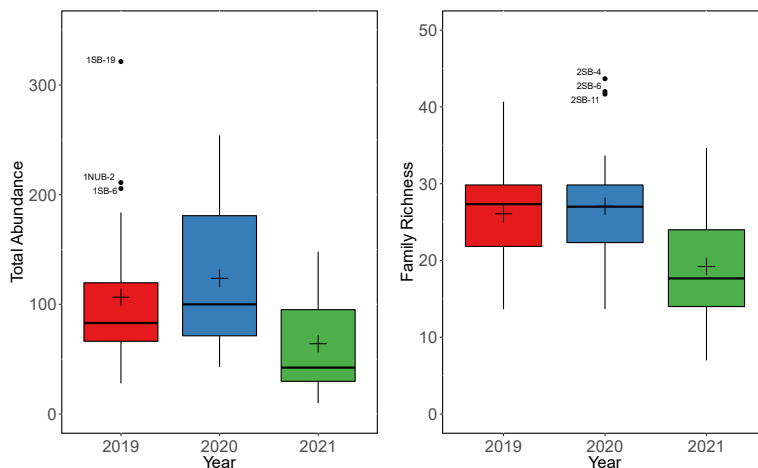 Total Abundance
300
200
100
0
1SB-19
1NUB-2
1SB-6
2019 2020 2021
Year
Family Richness
50
40
30
20
10
0
2SB-4
2SB-6
2SB-11
2019 2020 2021
Year